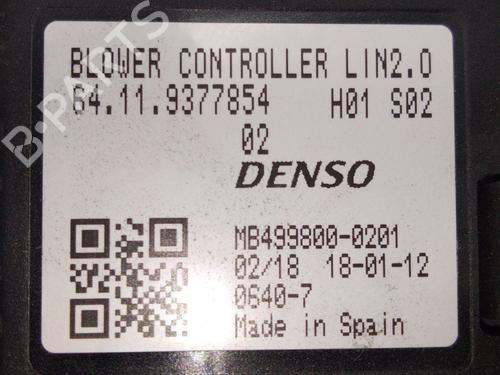 BLOWER CONTROLLER LIN2.0
64.11.9377854 H01 S02
02
DENSO
MB499800-0201
02/18 18-01-12
0640-7
Made in Spain
B-PARTS